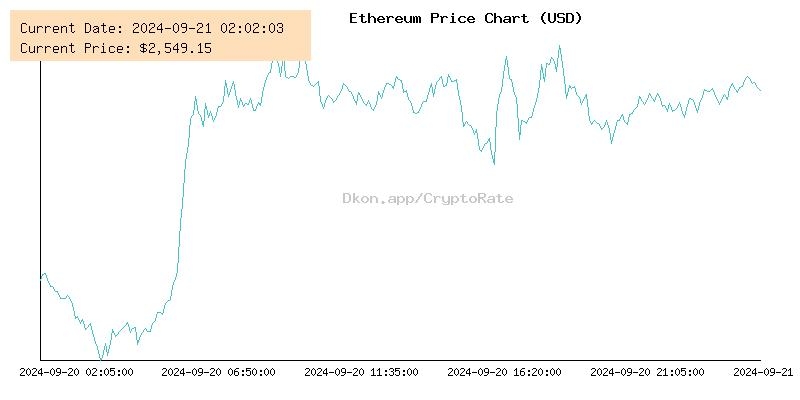 Ethereum Price Chart (USD)
Current Date: 2024-09-21 02:02:03
Current Price: $2,549.15
Dkon.app/CryptoRate
2024-09-20 02:05:00 2024-09-20 06:50:00 2024-09-20 11:35:00 2024-09-20 16:20:00 2024-09-20 21:05:00 2024-09-21